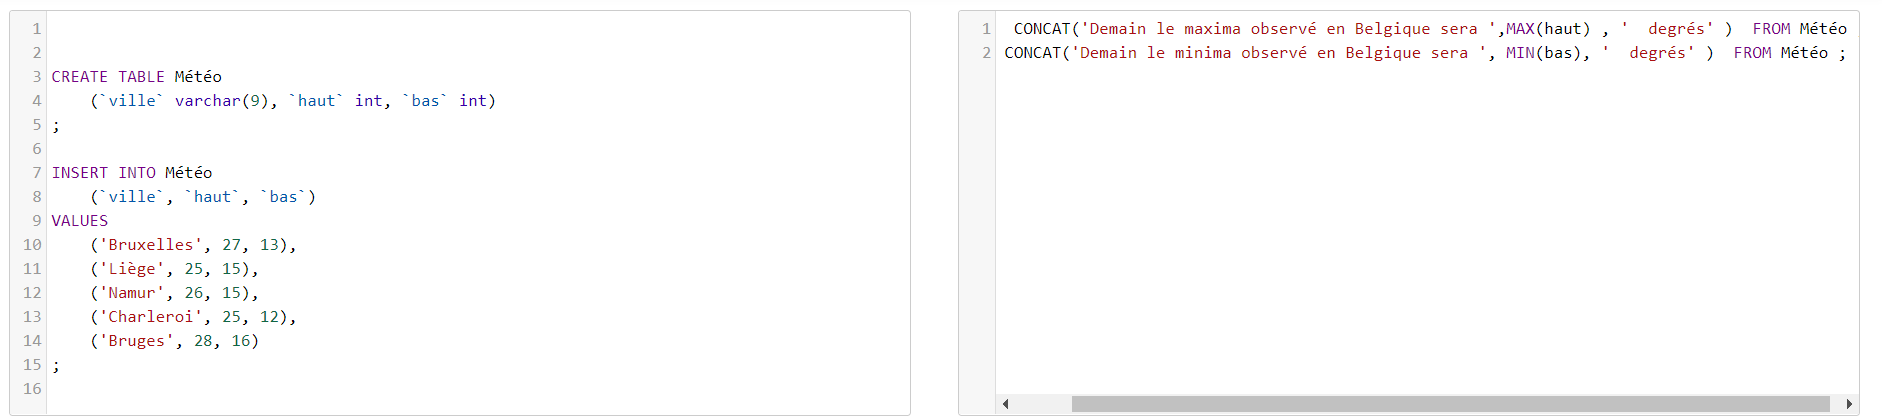 1
2
3 CREATE TABLE Météo
4 (`ville` varchar(9), `haut` int, `bas` int)
5 ;
6
7 INSERT INTO Météo
8 (`ville`, `haut`, `bas`)
9 VALUES
10 ('Bruxelles', 27, 13),
11 ('Liège', 25, 15),
12 ('Namur', 26, 15),
13 ('Charleroi', 25, 12),
14 ('Bruges', 28, 16)
15 ;
16
1 CONCAT('Demain le maxima observé en Belgique sera ',MAX(haut) , '  degrés' )  FROM Météo
2 CONCAT('Demain le minima observé en Belgique sera ', MIN(bas), '  degrés' )  FROM Météo ;